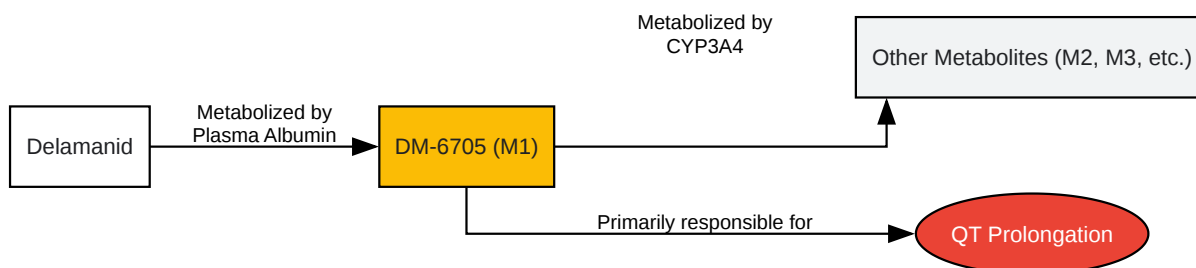 Metabolized by
CYP3A4
Other Metabolites (M2, M3, etc.)
Metabolized by
Plasma Albumin
Delamanid
DM-6705 (M1)
Primarily responsible for
QT Prolongation